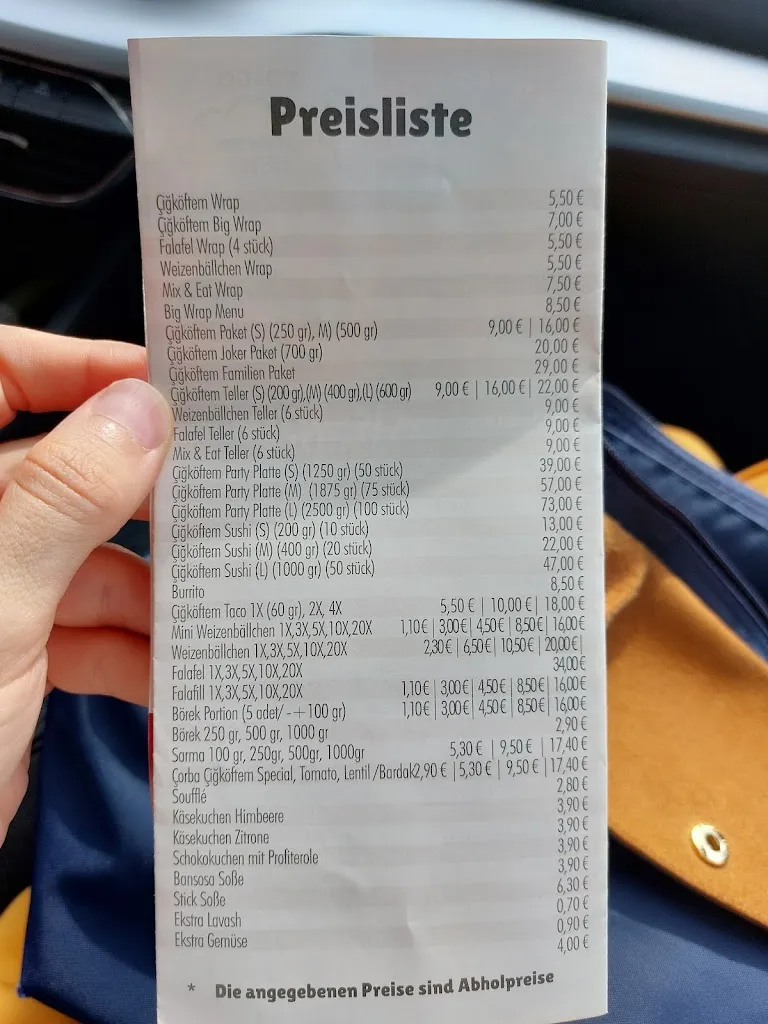 Preisliste
Çiğköftem Wrap 5,50 €
Çiğköftem Big Wrap 7,00 €
Falafel Wrap (4 stück) 5,50 €
Weizenbällchen Wrap 5,50 €
Mix & Eat Wrap 7,50 €
Big Wrap Menu 8,50 €
Çiğköftem Paket (S) (250 gr), M) (500 gr) 9,00 € | 16,00 €
Çiğköftem Joker Paket (700 gr) 20,00 €
Çiğköftem Familien Paket 29,00 €
Çiğköftem Teller (S) (200 gr),(M) (400 gr),(L) (600 gr) 9,00 € | 16,00 € | 22,00 €
Weizenbällchen Teller (6 stück) 9,00 €
Falafel Teller (6 stück) 9,00 €
Mix & Eat Teller (6 stück) 9,00 €
Çiğköftem Party Platte (S) (1250 gr) (50 stück) 39,00 €
Çiğköftem Party Platte (M) (1875 gr) (75 stück) 57,00 €
Çiğköftem Party Platte (L) (2500 gr) (100 stück) 73,00 €
Çiğköftem Sushi (S) (200 gr) (10 stück) 13,00 €
Çiğköftem Sushi (M) (400 gr) (20 stück) 22,00 €
Çiğköftem Sushi (L) (1000 gr) (50 stück) 47,00 €
Burrito 8,50 €
Çiğköftem Taco 1X (60 gr), 2X, 4X 5,50 € | 10,00 € | 18,00 €
Mini Weizenbällchen 1X,3X,5X,10X,20X 1,10€ | 3,00€ | 4,50€ | 8,50€ | 16,00€
Weizenbällchen 1X,3X,5X,10X,20X 2,30€ | 6,50€ | 10,50€ | 20,00€|
Falafel 1X,3X,5X,10X,20X 34,00€
Falafill 1X,3X,5X,10X,20X 1,10€ | 3,00€ | 4,50€ | 8,50€ | 16,00€
Börek Portion (5 adet/ -+100 gr) 1,10€ | 3,00€ | 4,50€ | 8,50€ | 16,00€
Börek 250 gr, 500 gr, 1000 gr 2,90 €
Sarma 100 gr, 250gr, 500gr, 1000gr 5,30 € | 9,50 € | 17,40 €
Çorba Çiğköftem Special, Tomato, Lentil /Bardak 2,90 € | 5,30 € | 9,50 € | 17,40 €
2,80 €
Soufflé 3,90 €
Käsekuchen Himbeere 3,90 €
Käsekuchen Zitrone 3,90 €
Schokokuchen mit Profiterole 3,90 €
Bansosa Soße 6,30 €
Stick Soße 0,70 €
Ekstra Lavash 0,90 €
Ekstra Gemüse 4,00 €
* Die angegebenen Preise sind Abholpreise